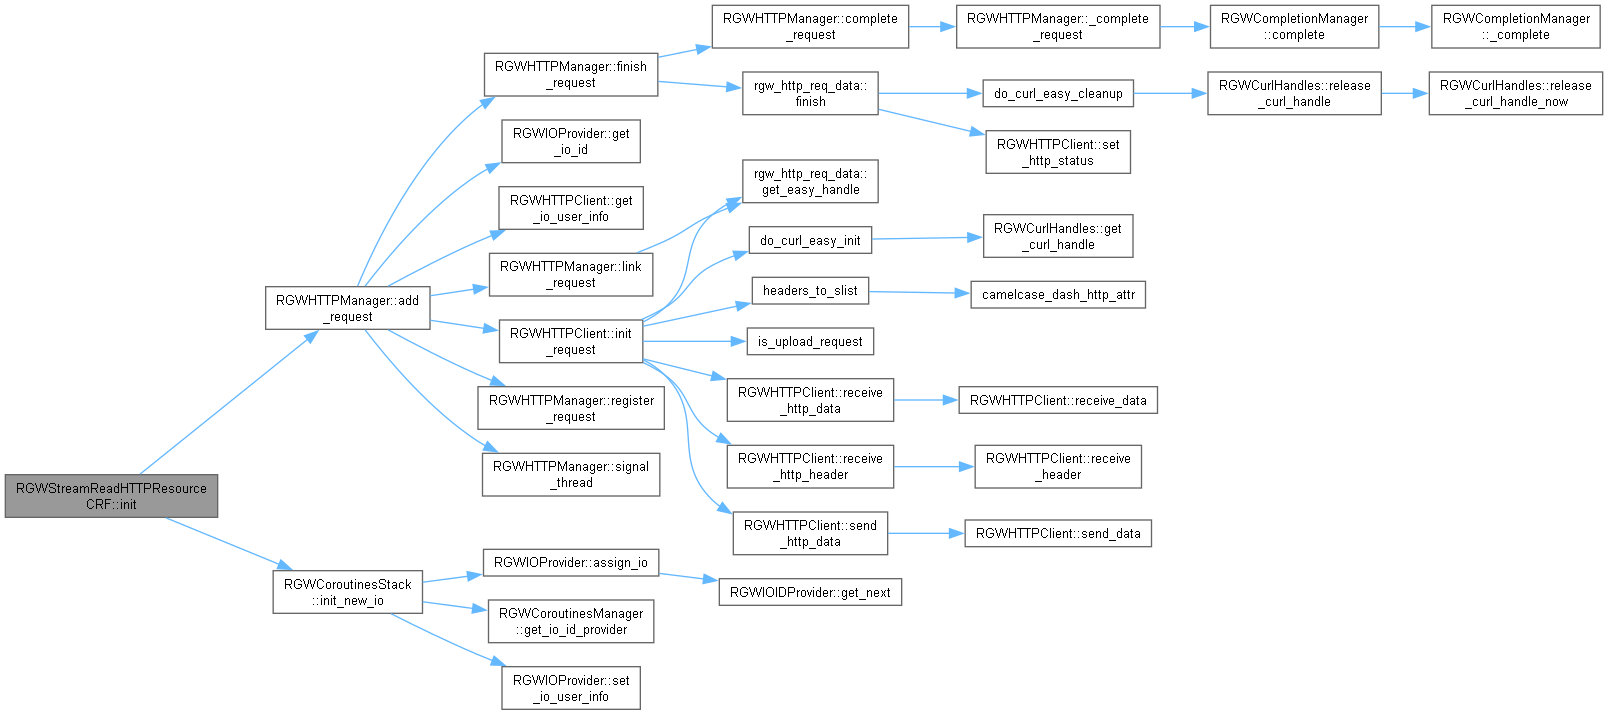 RGWHTTPManager::complete
_request
RGWHTTPManager::_complete
_request
RGWCompletionManager
::complete
RGWCompletionManager
::_complete
RGWHTTPManager::finish
_request
rgw_http_req_data::
finish
do_curl_easy_cleanup
RGWCurlHandles::release
_curl_handle
RGWCurlHandles::release
_curl_handle_now
RGWIOProvider::get
_io_id
RGWHTTPClient::set
_http_status
rgw_http_req_data::
get_easy_handle
RGWHTTPClient::get
_io_user_info
do_curl_easy_init
RGWCurlHandles::get
_curl_handle
RGWHTTPManager::link
_request
headers_to_slist
camelcase_dash_http_attr
RGWHTTPManager::add
_request
RGWHTTPClient::init
_request
is_upload_request
RGWHTTPManager::register
_request
RGWHTTPClient::receive
_http_data
RGWHTTPClient::receive_data
RGWHTTPManager::signal
_thread
RGWHTTPClient::receive
_http_header
RGWHTTPClient::receive
_header
RGWStreamReadHTTPResource
CRF::init
RGWHTTPClient::send
_http_data
RGWHTTPClient::send_data
RGWCoroutinesStack
::init_new_io
RGWIOProvider::assign_io
RGWIOIDProvider::get_next
RGWCoroutinesManager
::get_io_id_provider
RGWIOProvider::set
_io_user_info